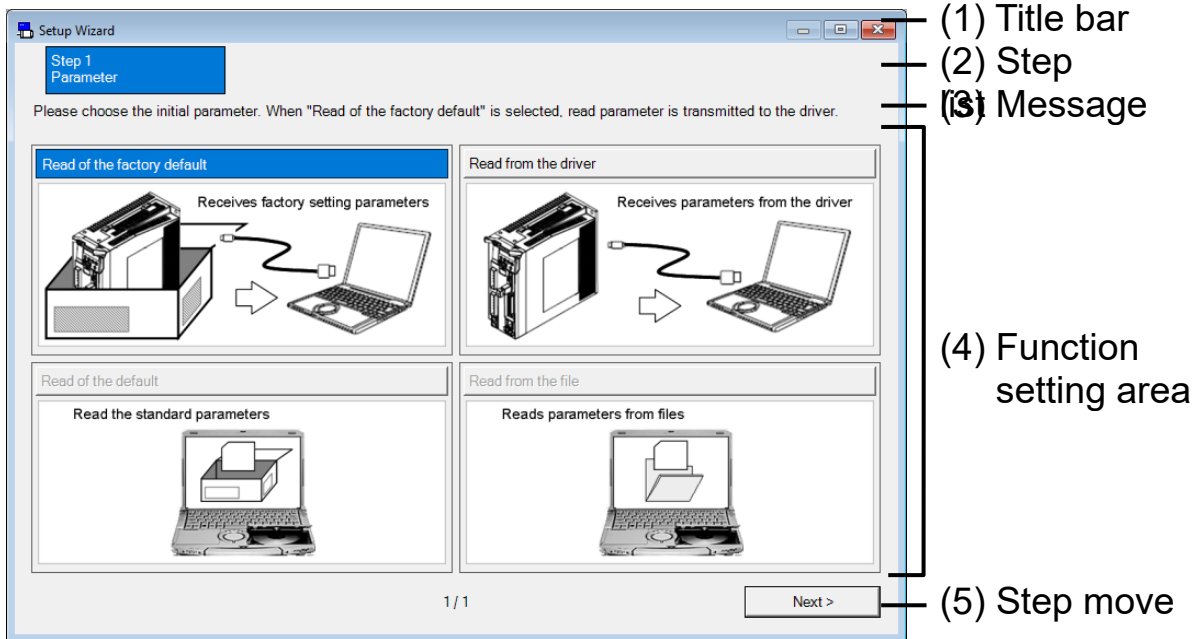 Setup Wizard
(1) Title bar
Step 1
Parameter
(2) Step
list
Please choose the initial parameter. When "Read of the factory default" is selected, read parameter is transmitted to the driver.
(3) Message
Read of the factory default
Read from the driver
Receives factory setting parameters
Receives parameters from the driver
(4) Function
setting area
Read of the default
Read from the file
Read the standard parameters
Reads parameters from files
1 / 1
Next >
(5) Step move